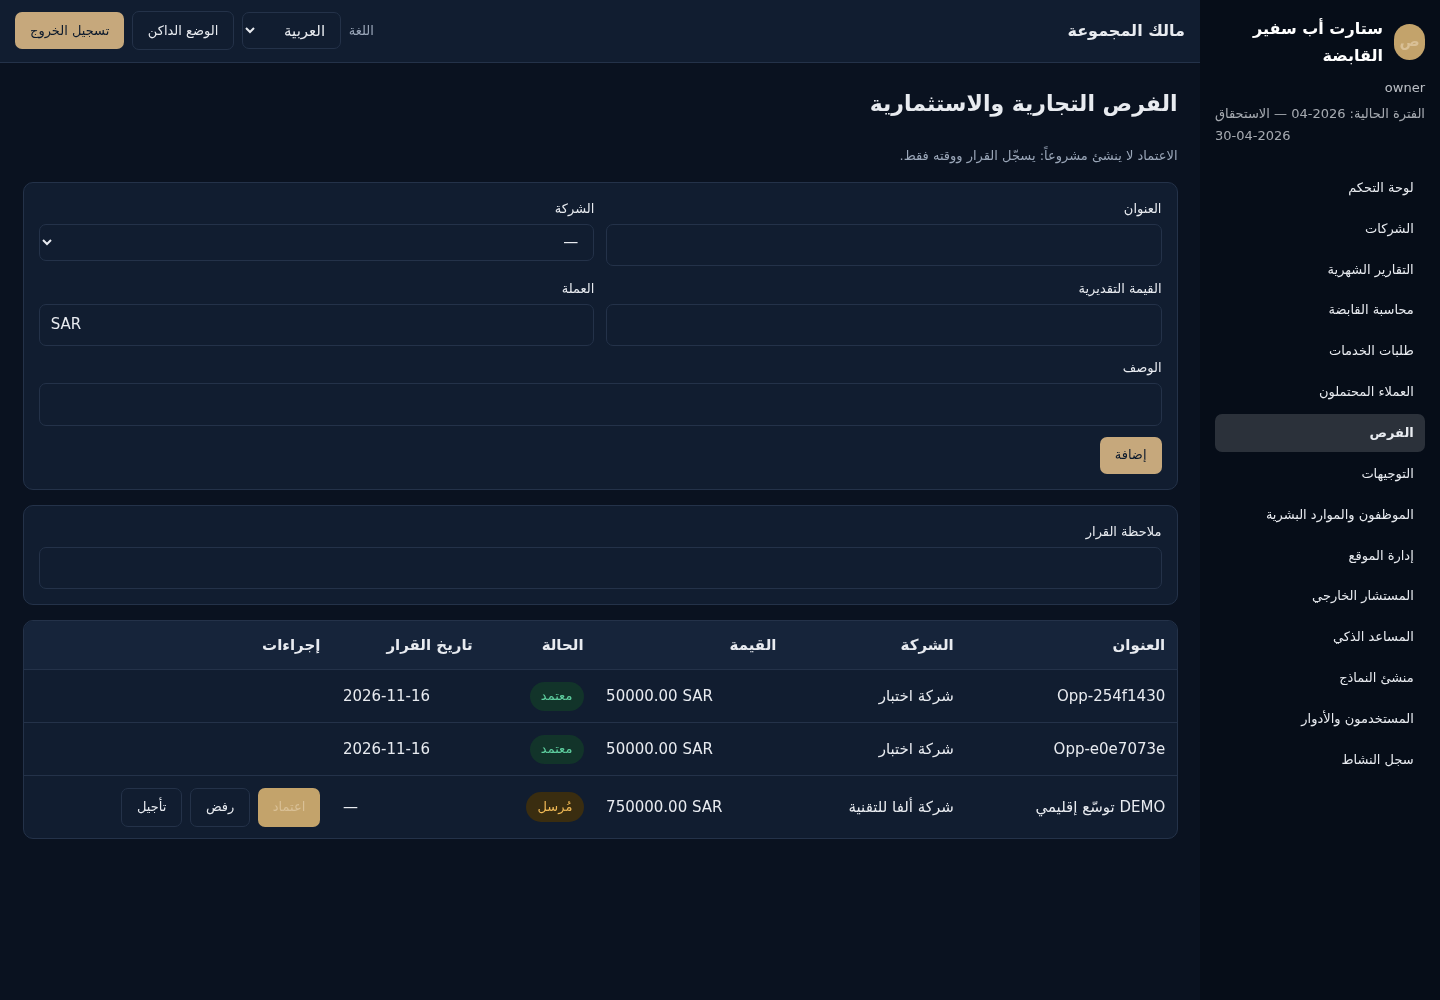 ص
ستارت أب سفير
القابضة
owner
الفترة الحالية: 2026-04 — الاستحقاق
2026-04-30
لوحة التحكم
الشركات
التقارير الشهرية
محاسبة القابضة
طلبات الخدمات
العملاء المحتملون
الفرص
التوجيهات
الموظفون والموارد البشرية
إدارة الموقع
المستشار الخارجي
المساعد الذكي
منشئ النماذج
المستخدمون والأدوار
سجل النشاط
مالك المجموعة
اللغة العربية الوضع الداكن تسجيل الخروج
الفرص التجارية والاستثمارية
الاعتماد لا ينشئ مشروعاً: يسجّل القرار ووقته فقط.
العنوان الشركة
—
القيمة التقديرية العملة
SAR
الوصف
إضافة
ملاحظة القرار
العنوان الشركة القيمة الحالة تاريخ القرار إجراءات
Opp-254f1430 شركة اختبار 50000.00 SAR معتمد 2026-11-16
Opp-e0e7073e شركة اختبار 50000.00 SAR معتمد 2026-11-16
DEMO توسّع إقليمي شركة ألفا للتقنية 750000.00 SAR مُرسل — اعتماد رفض تأجيل